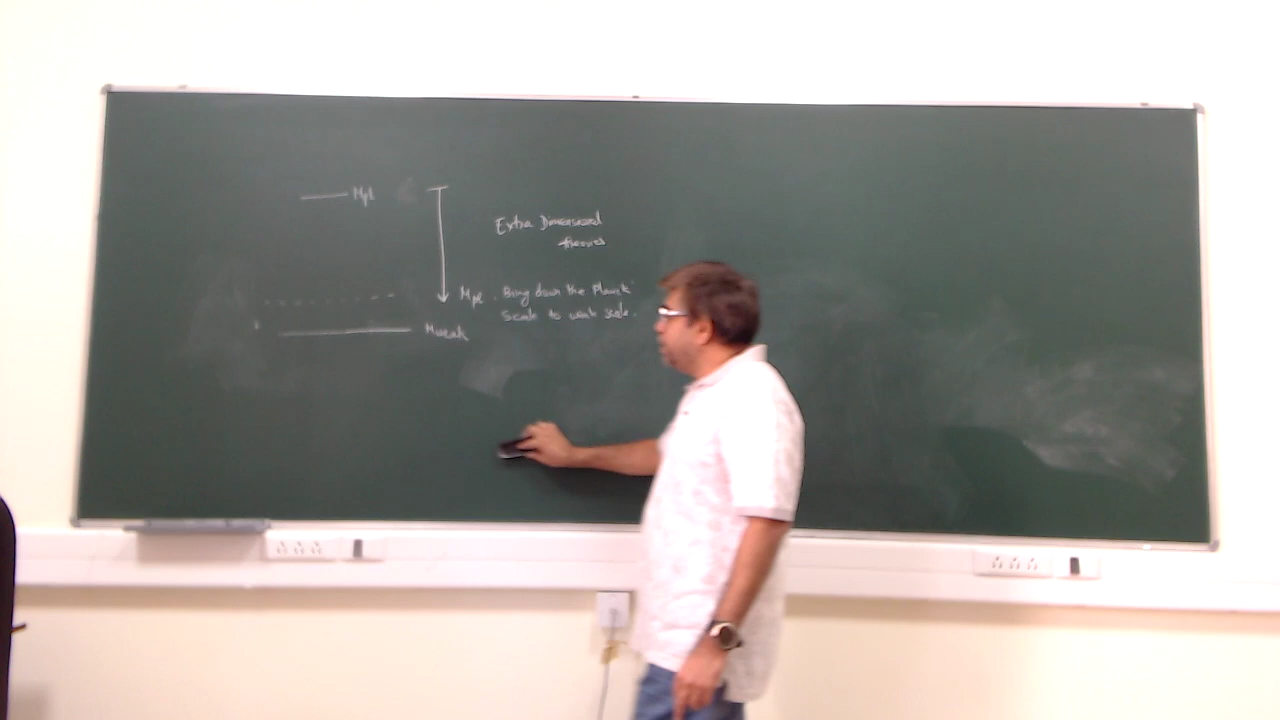 Mpl
Extra Dimensional
theories
Mpl . Bring down the Planck
scale to weak scale.
Mweak